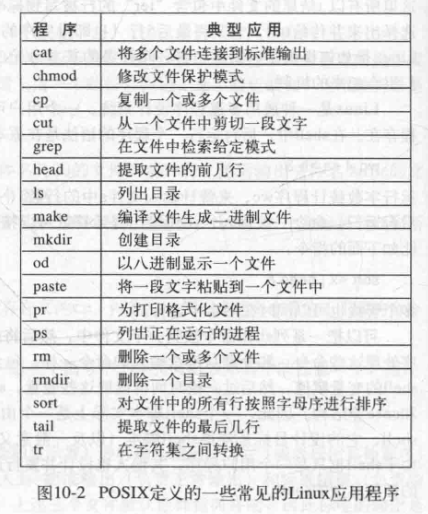 程 序 典 型 应 用
cat 将多个文件连接到标准输出
chmod 修改文件保护模式
cp 复制一个或多个文件
cut 从一个文件中剪切一段文字
grep 在文件中检索给定模式
head 提取文件的前几行
ls 列出目录
make 编译文件生成二进制文件
mkdir 创建目录
od 以八进制显示一个文件
paste 将一段文字粘贴到一个文件中
pr 为打印格式化文件
ps 列出正在运行的进程
rm 删除一个或多个文件
rmdir 删除一个目录
sort 对文件中的所有行按照字母序进行排序
tail 提取文件的最后几行
tr 在字符集之间转换
图10-2 POSIX定义的一些常见的Linux应用程序